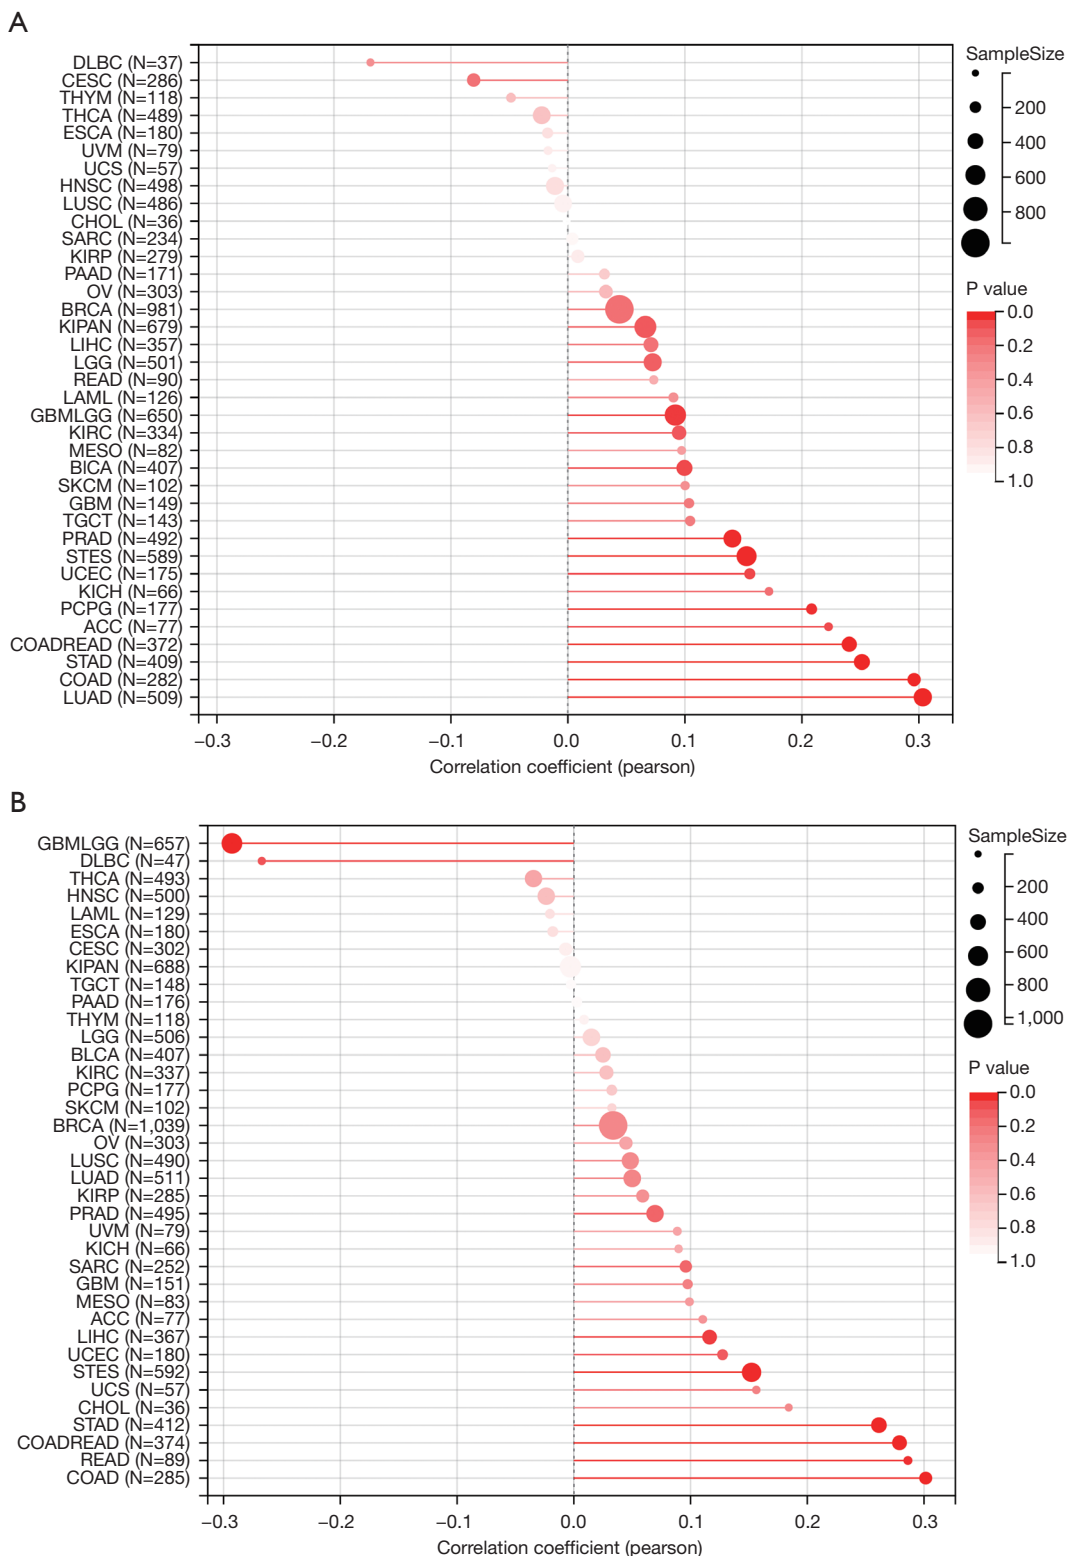 A
DLBC (N=37)
CESC (N=286)
THYM (N=118)
THCA (N=489)
ESCA (N=180)
UVM (N=79)
UCS (N=57)
HNSC (N=498)
LUSC (N=486)
CHOL (N=36)
SARC (N=234)
KIRP (N=279)
PAAD (N=171)
OV (N=303)
BRCA (N=981)
KIPAN (N=679)
LIHC (N=357)
LGG (N=501)
READ (N=90)
LAML (N=126)
GBMLGG (N=650)
KIRC (N=334)
MESO (N=82)
BICA (N=407)
SKCM (N=102)
GBM (N=149)
TGCT (N=143)
PRAD (N=492)
STES (N=589)
UCEC (N=175)
KICH (N=66)
PCPG (N=177)
ACC (N=77)
COADREAD (N=372)
STAD (N=409)
COAD (N=282)
LUAD (N=509)
−0.3 −0.2 −0.1 0.0 0.1 0.2 0.3
Correlation coefficient (pearson)
SampleSize
200
400
600
800
P value
0.0
0.2
0.4
0.6
0.8
1.0
B
GBMLGG (N=657)
DLBC (N=47)
THCA (N=493)
HNSC (N=500)
LAML (N=129)
ESCA (N=180)
CESC (N=302)
KIPAN (N=688)
TGCT (N=148)
PAAD (N=176)
THYM (N=118)
LGG (N=506)
BLCA (N=407)
KIRC (N=337)
PCPG (N=177)
SKCM (N=102)
BRCA (N=1,039)
OV (N=303)
LUSC (N=490)
LUAD (N=511)
KIRP (N=285)
PRAD (N=495)
UVM (N=79)
KICH (N=66)
SARC (N=252)
GBM (N=151)
MESO (N=83)
ACC (N=77)
LIHC (N=367)
UCEC (N=180)
STES (N=592)
UCS (N=57)
CHOL (N=36)
STAD (N=412)
COADREAD (N=374)
READ (N=89)
COAD (N=285)
−0.3 −0.2 −0.1 0.0 0.1 0.2 0.3
Correlation coefficient (pearson)
SampleSize
200
400
600
800
1,000
P value
0.0
0.2
0.4
0.6
0.8
1.0